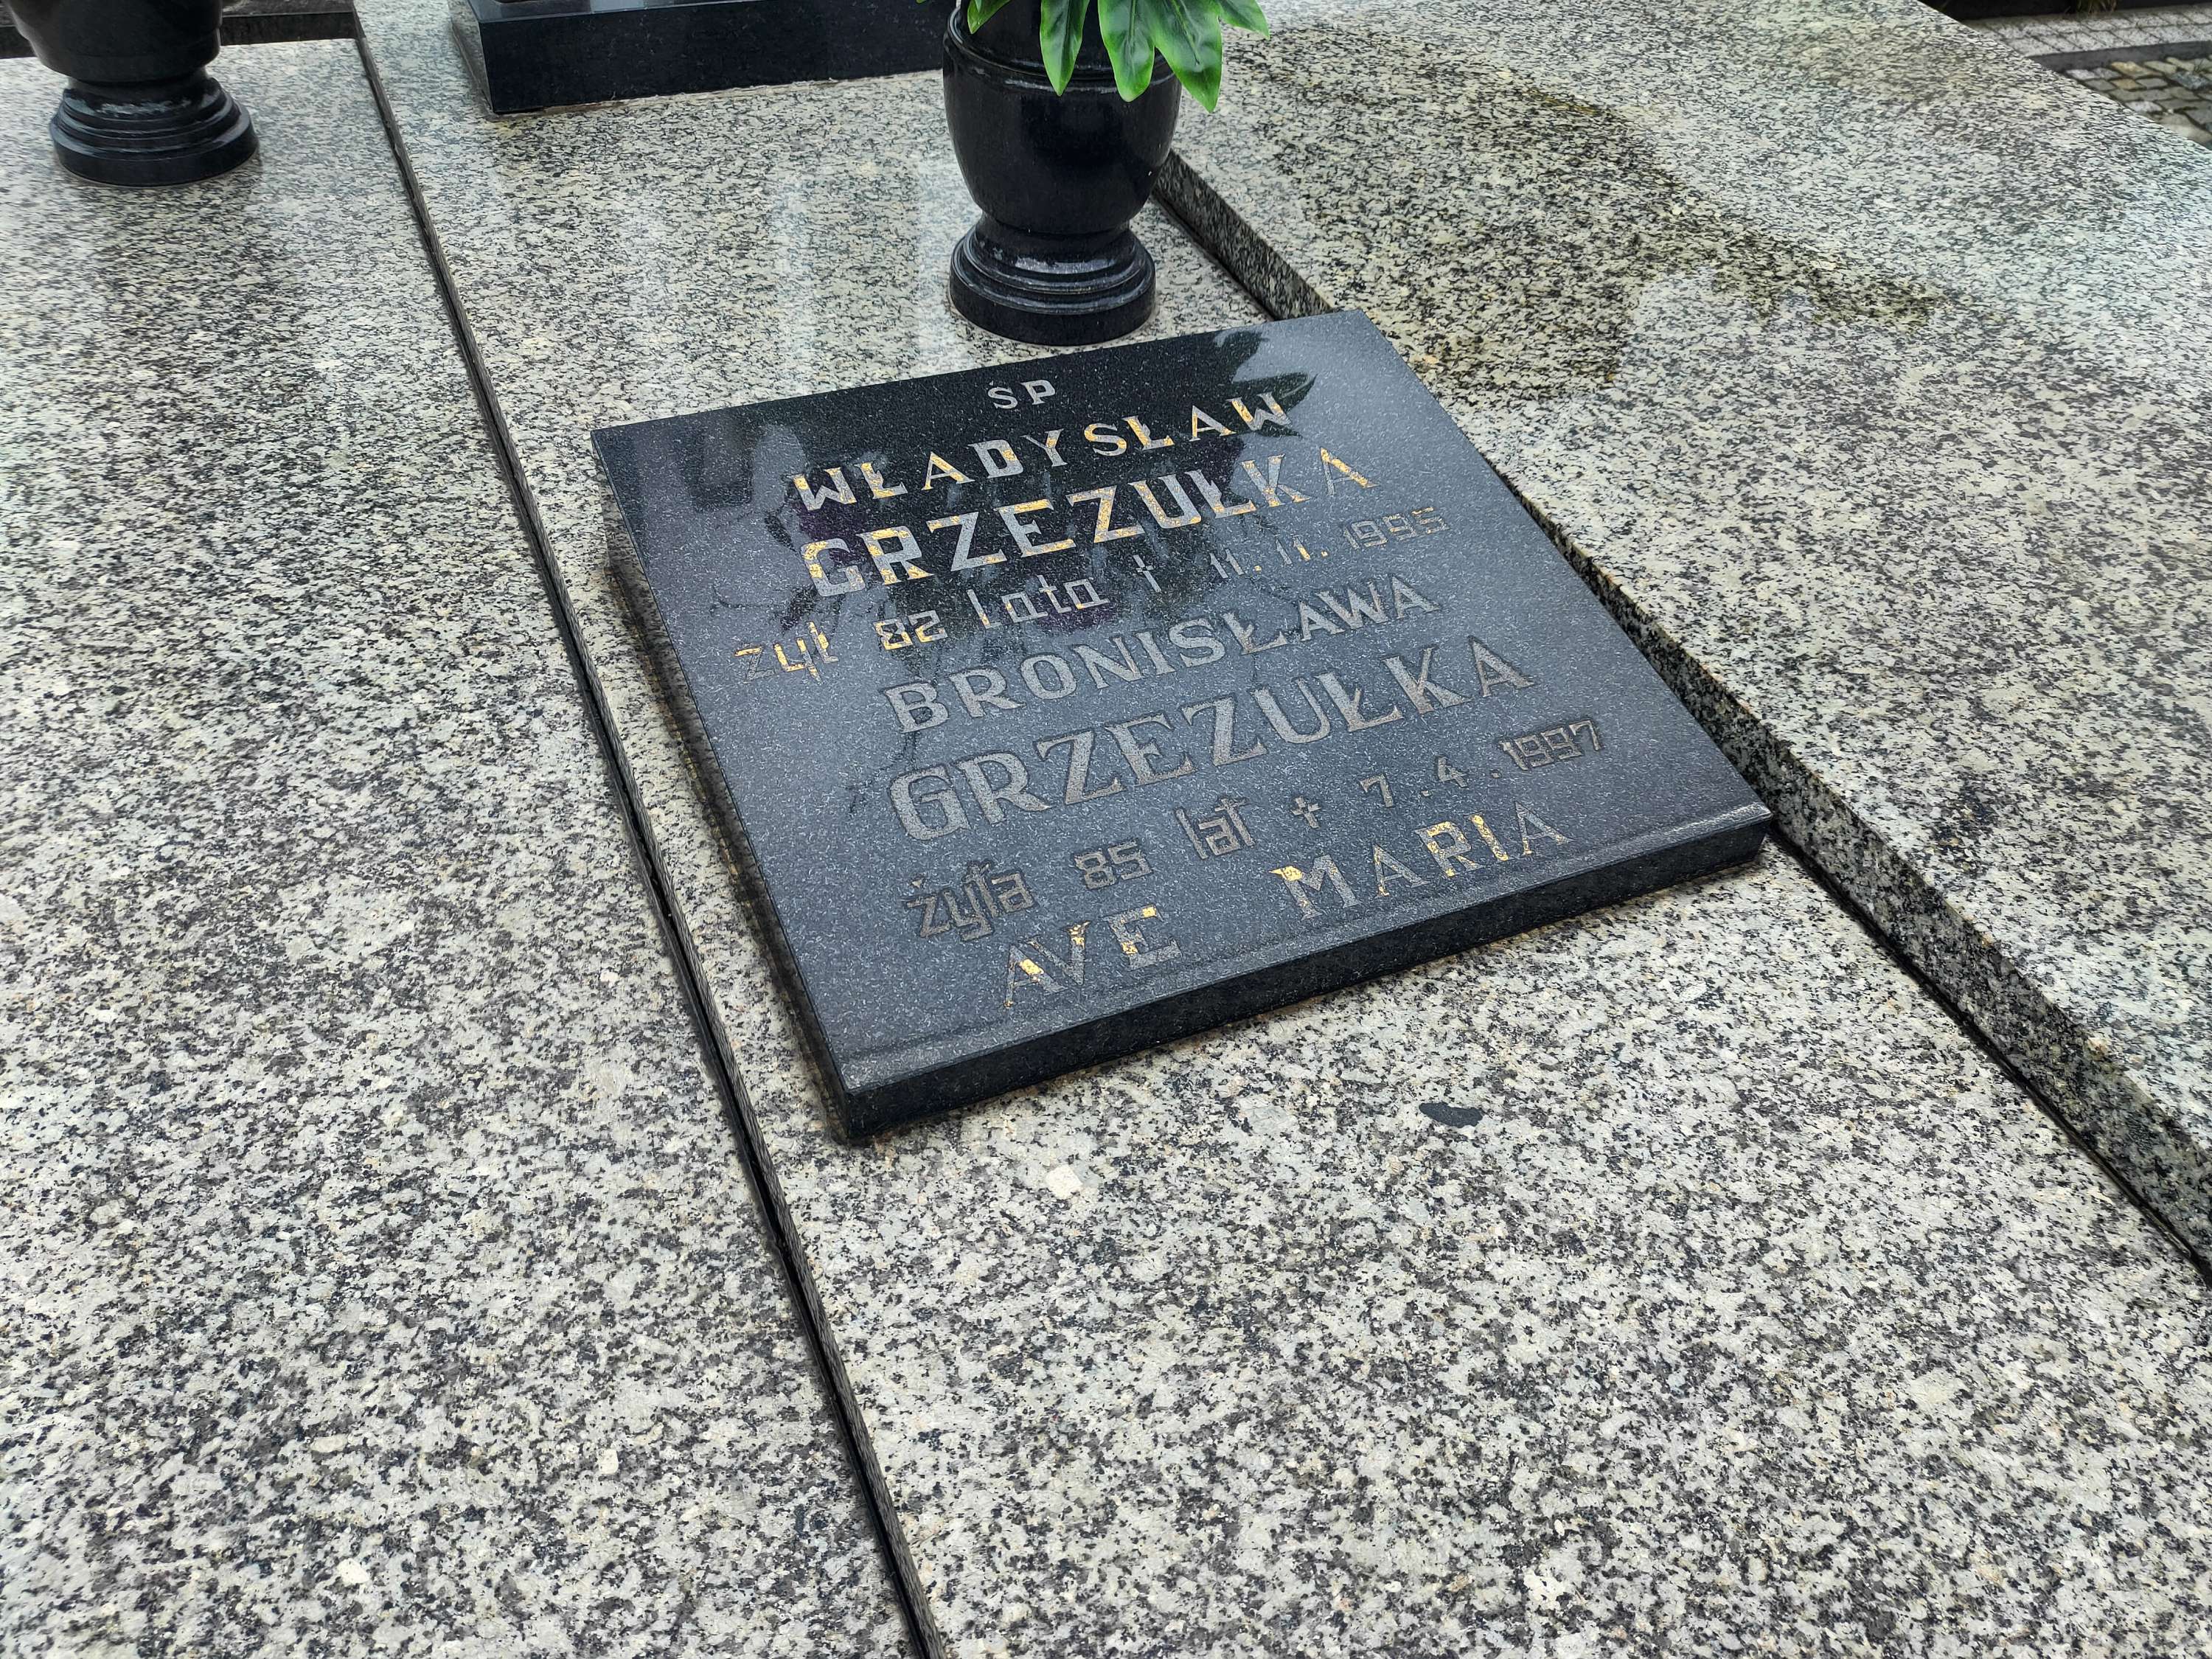 ŚP
WŁADYSŁAW
GRZEZUŁKA
żył 82 lata † 11.11.1995
BRONISŁAWA
GRZEZUŁKA
żyła 85 lat † 7.4.1997
AVE MARIA